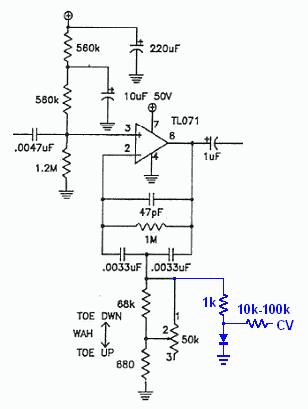 560k
220uF
10uF 50V
560k
TL071
7
3
6
.0047uF
2
4
1uF
1.2M
47pF
1M
.0033uF .0033uF
68k
1
1k
10k-100k
CV
TOE DWN
WAH
TOE UP
2
50k
680
3